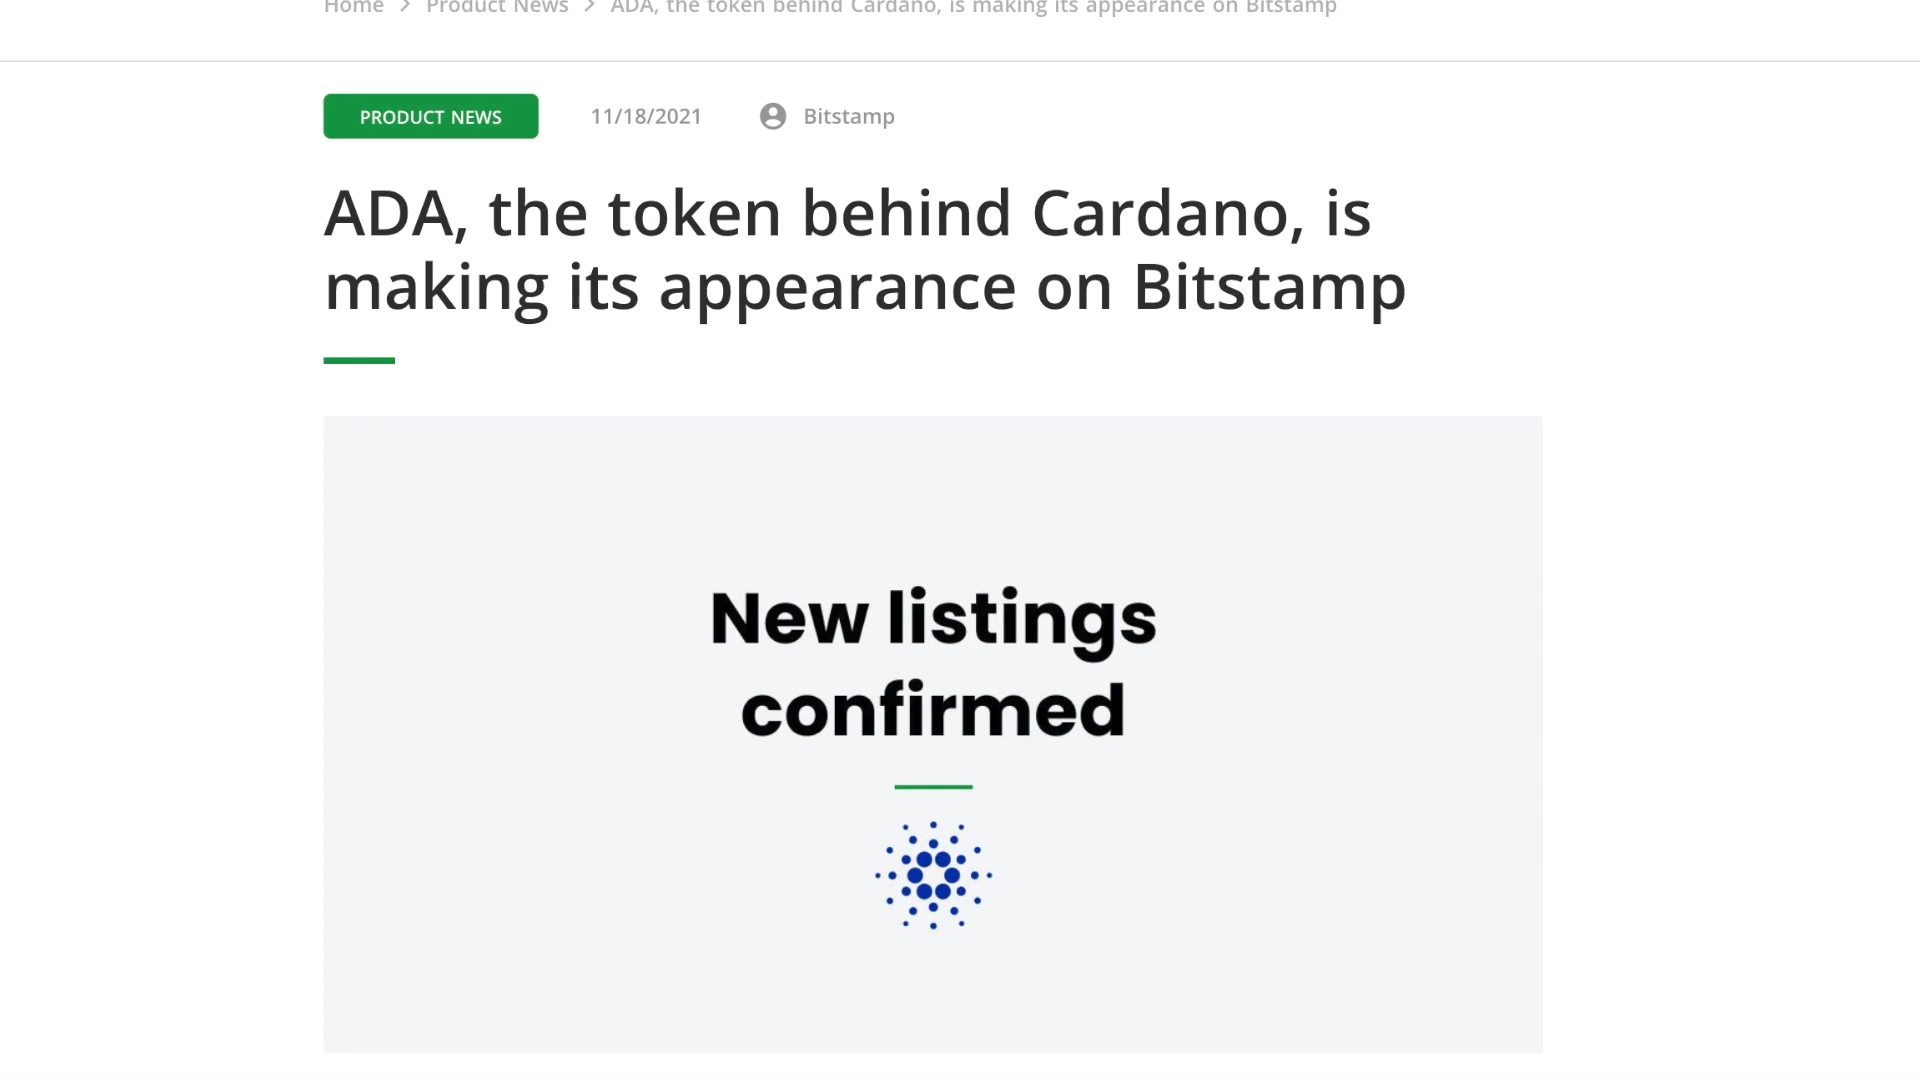 Home > Product News > ADA, the token behind Cardano, is making its appearance on Bitstamp
PRODUCT NEWS 11/18/2021 Bitstamp
ADA, the token behind Cardano, is
making its appearance on Bitstamp
New listings
confirmed